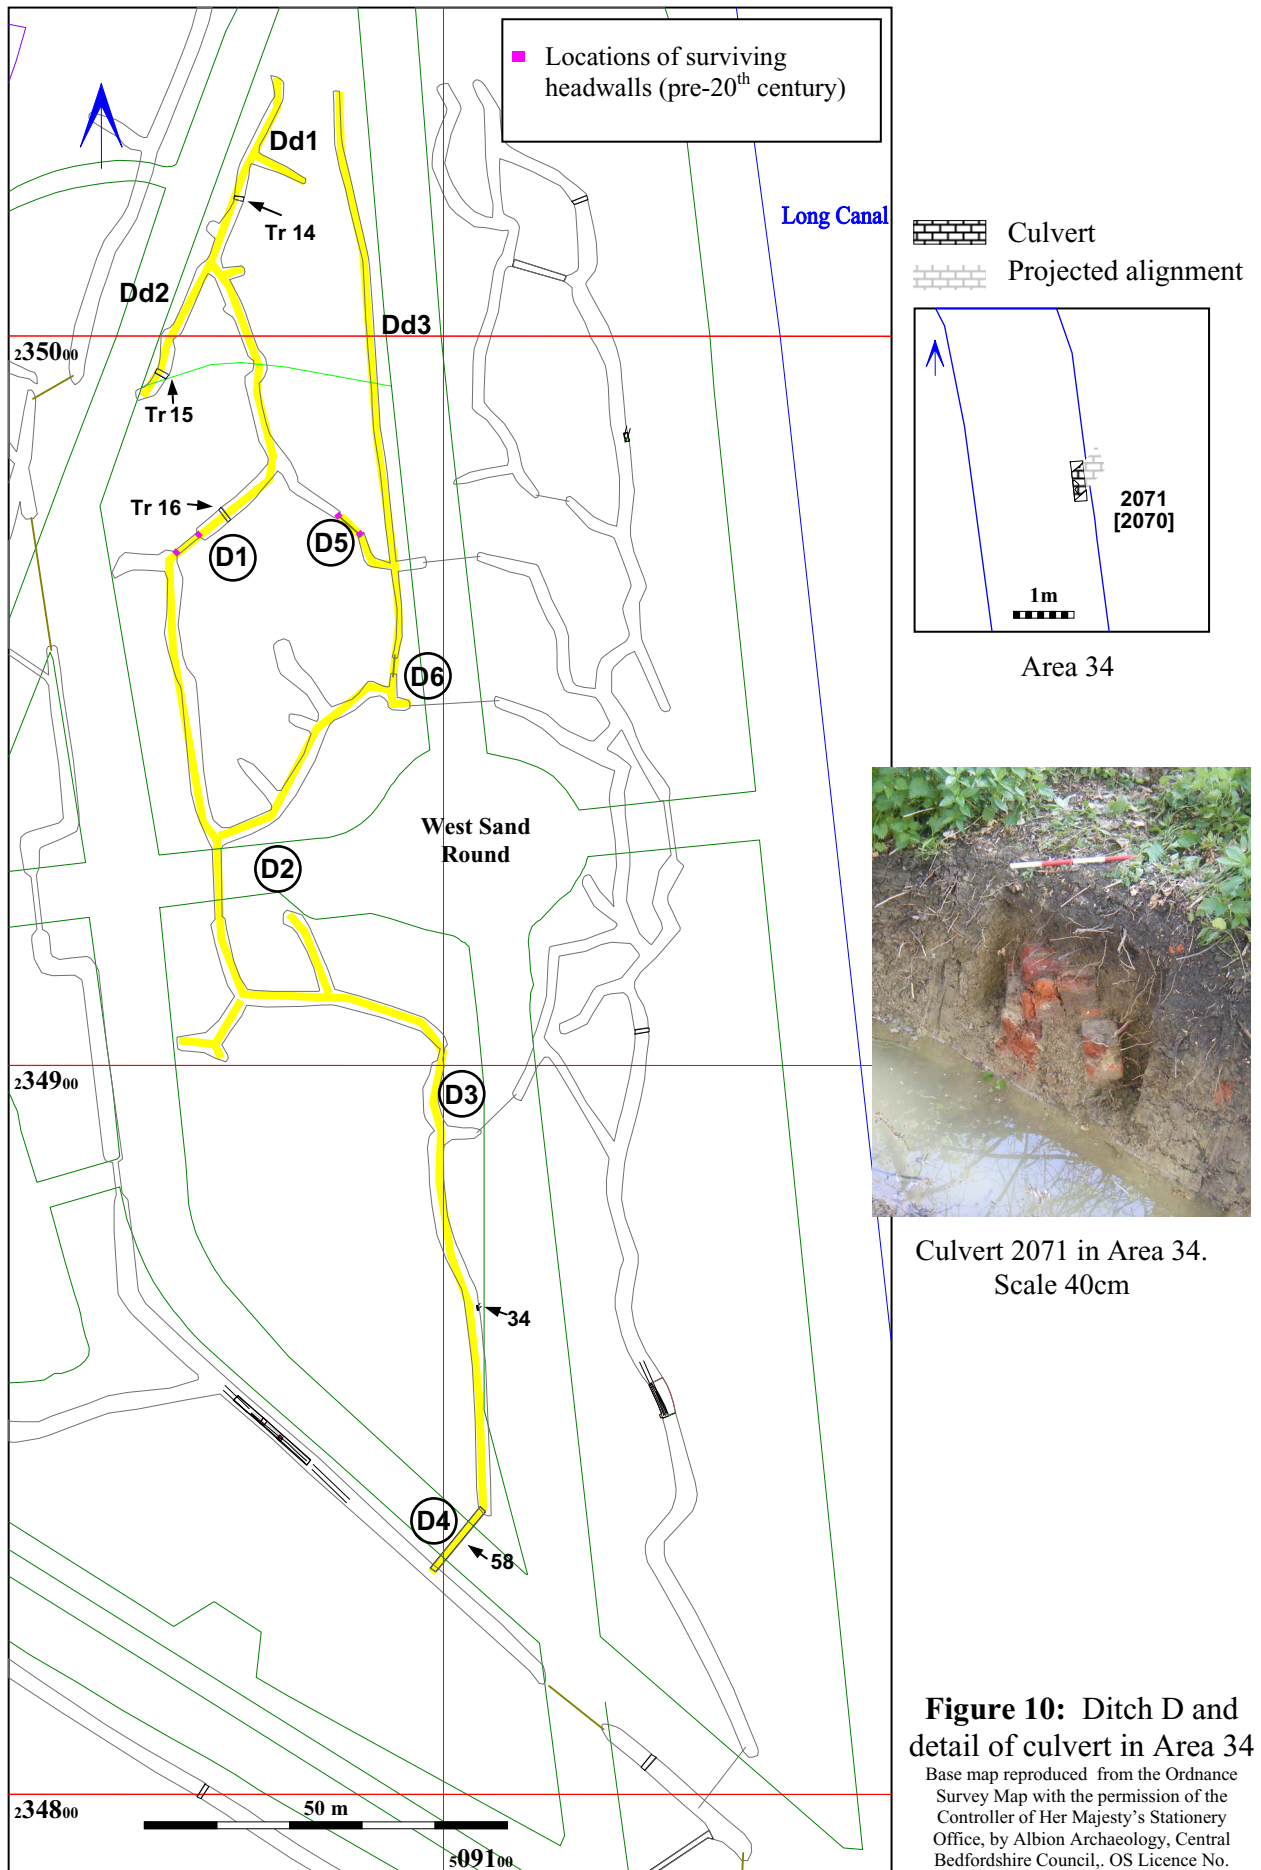 Locations of surviving
headwalls (pre-20th century)
Dd1
Tr 14
Long Canal
Culvert
Projected alignment
Dd2
Dd3
235000
Tr 15
Tr 16
D1
D5
2071
[2070]
1m
Area 34
D6
West Sand
Round
D2
234900
D3
Culvert 2071 in Area 34.
Scale 40cm
34
D4
58
Figure 10: Ditch D and
detail of culvert in Area 34
Base map reproduced from the Ordnance
Survey Map with the permission of the
Controller of Her Majesty's Stationery
Office, by Albion Archaeology, Central
Bedfordshire Council,. OS Licence No.
234800
50 m
509100